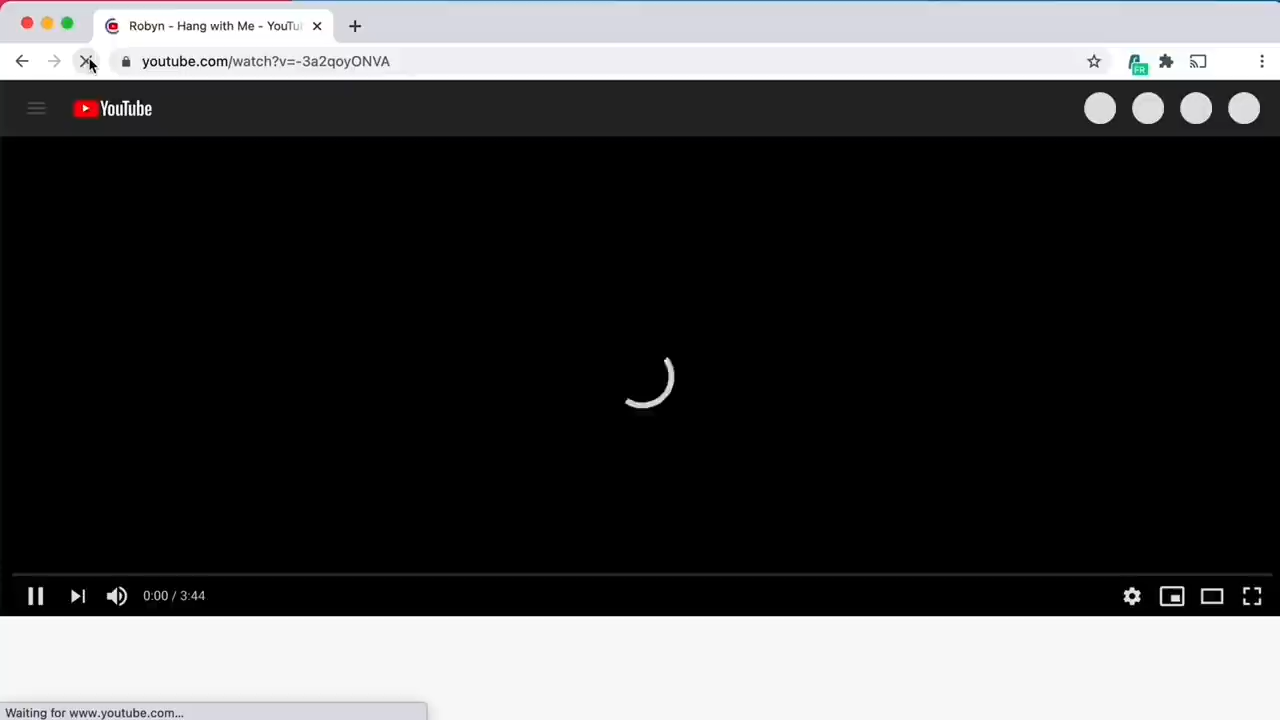 Robyn - Hang with Me - YouTu
youtube.com/watch?v=-3a2qoyONVA
FR
YouTube
0:00 / 3:44
Waiting for www.youtube.com...